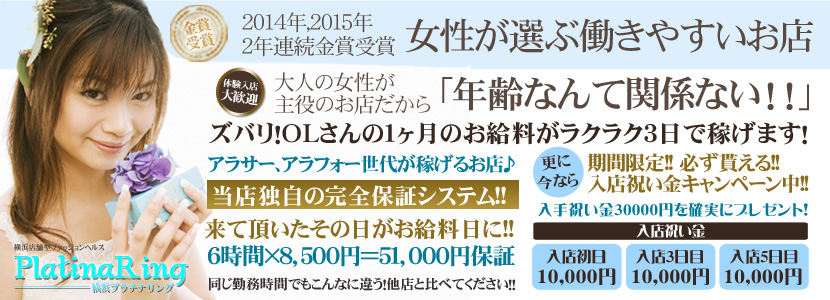 金賞
受賞
2014年,2015年
2年連続金賞受賞
女性が選ぶ働きやすいお店
体験入店
大歓迎
大人の女性が
主役のお店だから
「年齢なんて関係ない！！」
ズバリ!OLさんの1ヶ月のお給料がラクラク3日で稼げます!
アラサー、アラフォー世代が稼げるお店♪
当店独自の完全保証システム!!
来て頂いたその日がお給料日に!!
6時間×8,500円＝51,000円保証
同じ勤務時間でもこんなに違う!他店と比べてください!!
更に
今なら
期間限定!! 必ず貰える!!
入店祝い金キャンペーン中!!
入手祝い金30000円を確実にプレゼント!
入店祝い金
入店初日
10,000円
入店3日目
10,000円
入店5日目
10,000円
横浜店舗型ファッションヘルス
PlatinaRing
横浜プラチナリング